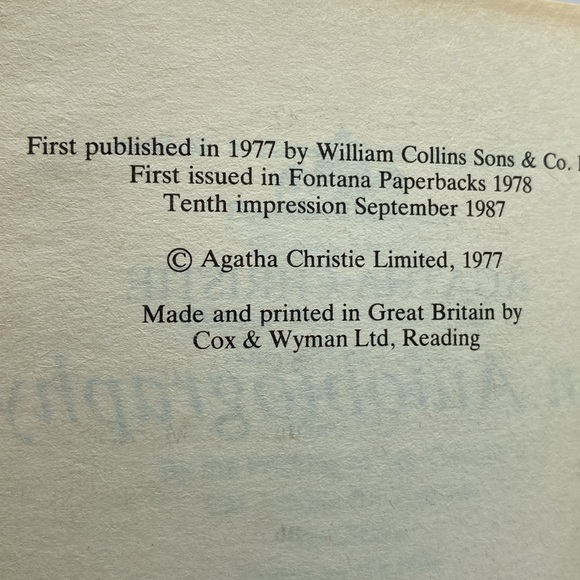 First published in 1977 by William Collins Sons & Co.
First issued in Fontana Paperbacks 1978
Tenth impression September 1987
© Agatha Christie Limited, 1977
Made and printed in Great Britain by
Cox & Wyman Ltd, Reading